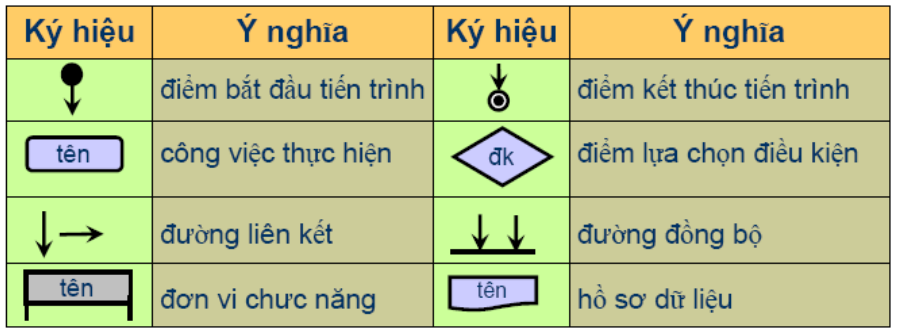 Ký hiệu Ý nghĩa Ký hiệu Ý nghĩa
điểm bắt đầu tiến trình điểm kết thúc tiến trình
tên công việc thực hiện đk điểm lựa chọn điều kiện
đường liên kết đường đồng bộ
tên đơn vi chưc năng tên hồ sơ dữ liệu